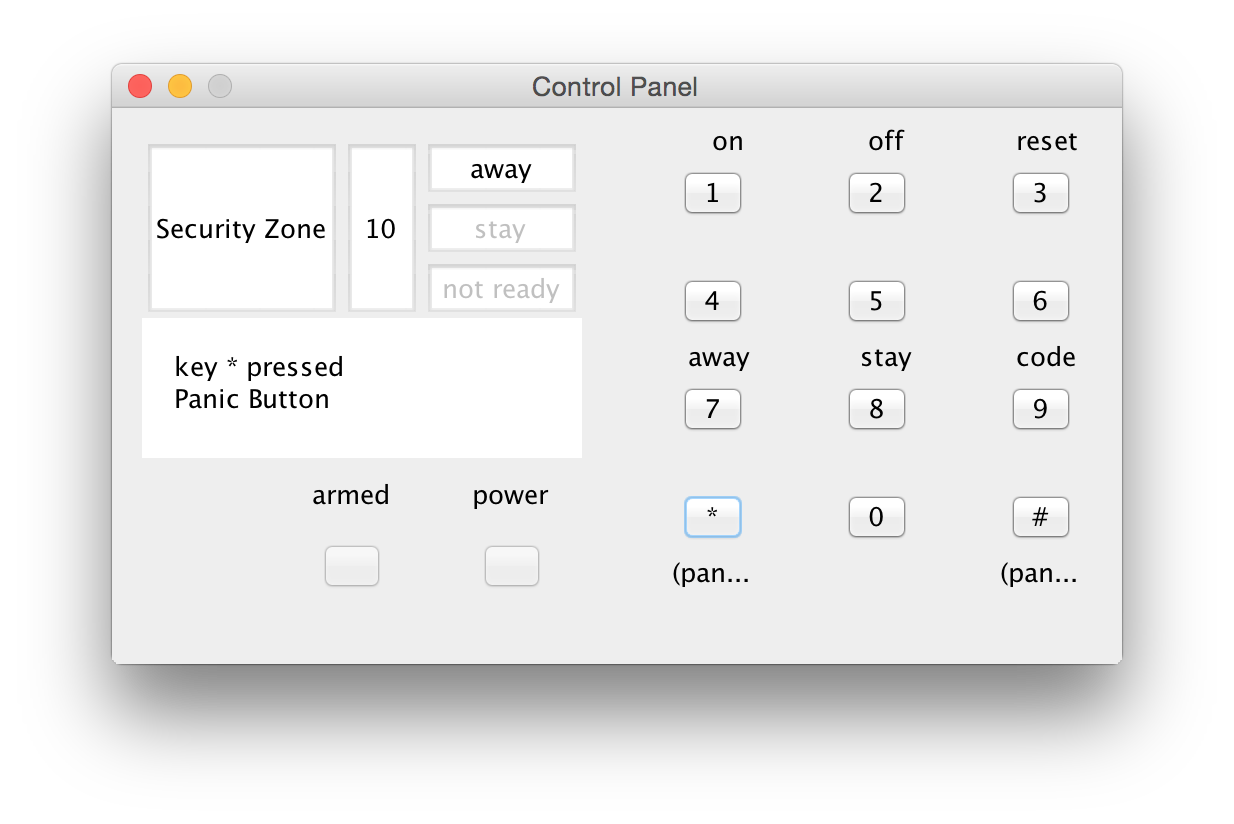 Control Panel
Security Zone
10
away
stay
not ready
key * pressed
Panic Button
armed power
on off reset
1 2 3
4 5 6
away stay code
7 8 9
* 0 #
(pan... (pan...